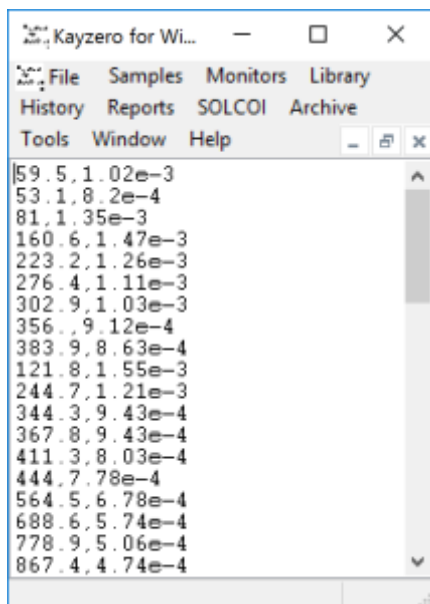 Kayzero for Wi...
File Samples Monitors Library
History Reports SOLCOI Archive
Tools Window Help
59.5,1.02e-3
53.1,8.2e-4
81,1.35e-3
160.6,1.47e-3
223.2,1.26e-3
276.4,1.11e-3
302.9,1.03e-3
356.,9.12e-4
383.9,8.63e-4
121.8,1.55e-3
244.7,1.21e-3
344.3,9.43e-4
367.8,9.43e-4
411.3,8.03e-4
444,7.78e-4
564.5,6.78e-4
688.6,5.74e-4
778.9,5.06e-4
867.4,4.74e-4